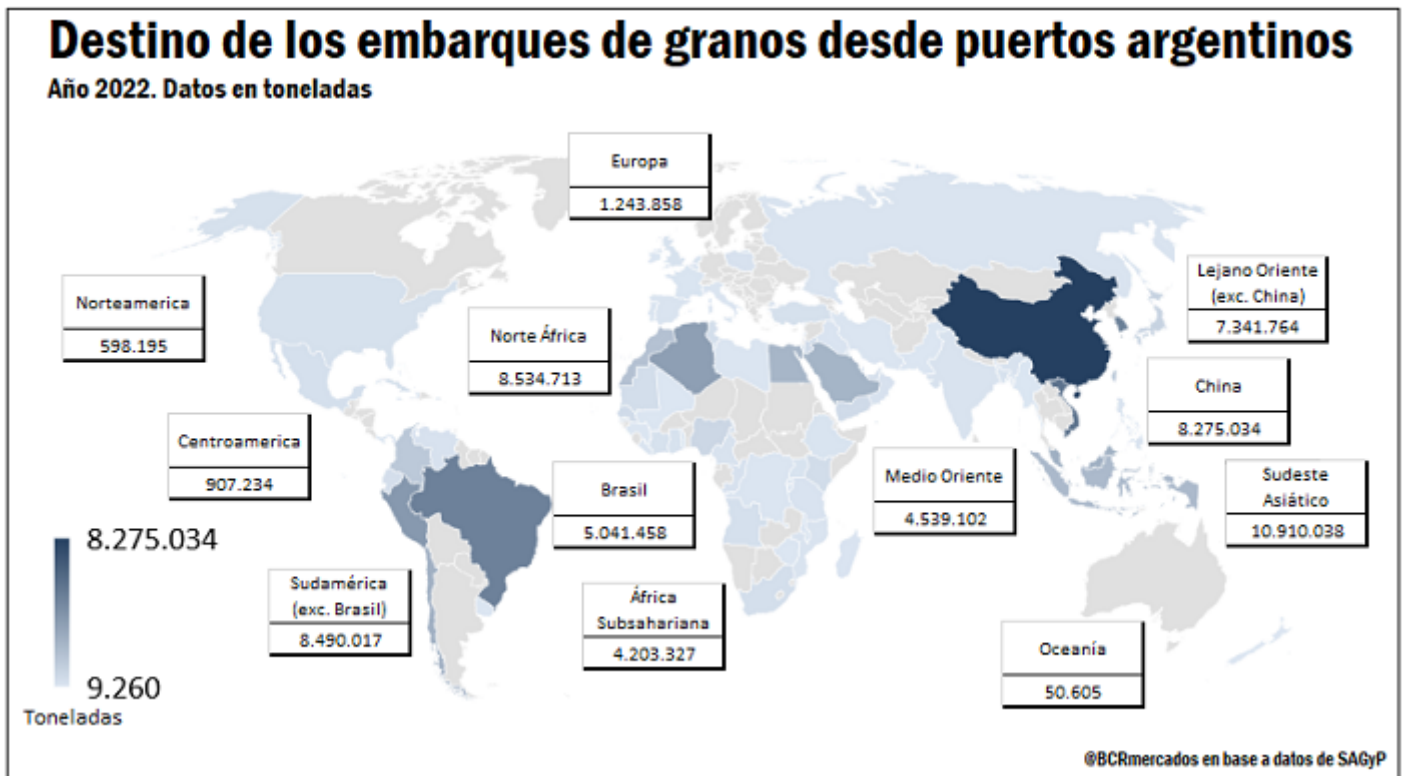 Destino de los embarques de granos desde puertos argentinos
Año 2022. Datos en toneladas
Europa
1.243.858
Norteamerica
598.195
Norte África
8.534.713
Lejano Oriente
(exc. China)
7.341.764
China
8.275.034
Centroamerica
907.234
Brasil
5.041.458
Medio Oriente
4.539.102
Sudeste
Asiático
10.910.038
8.275.034
9.260
Toneladas
Sudamérica
(exc. Brasil)
8.490.017
África
Subsahariana
4.203.327
Oceanía
50.605
@BCRmercados en base a datos de SAGyP